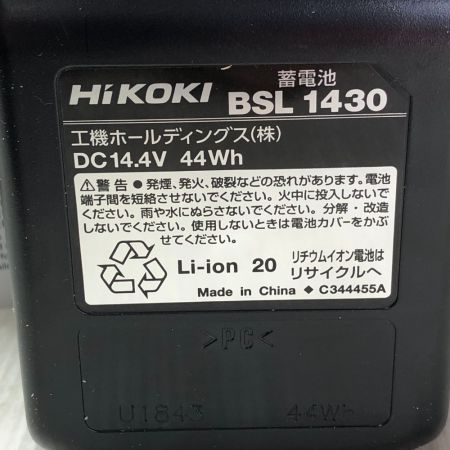 蓄電池
HiKOKI BSL 1430
工機ホールディングス(株)
DC14.4V 44Wh
⚠警告 ● 発煙、発火、破裂などの恐れがあります。電池
端子間を短絡させないでください。火中に投入しないで
ください。雨や水にぬらさないでください。分解・改造
しないでください。使用しないときは電池カバーをかぶ
せてください。
Li-ion 20 リチウムイオン電池は
リサイクルへ
Made in China ◆ C344455A
>PC<
U1843 44Wh